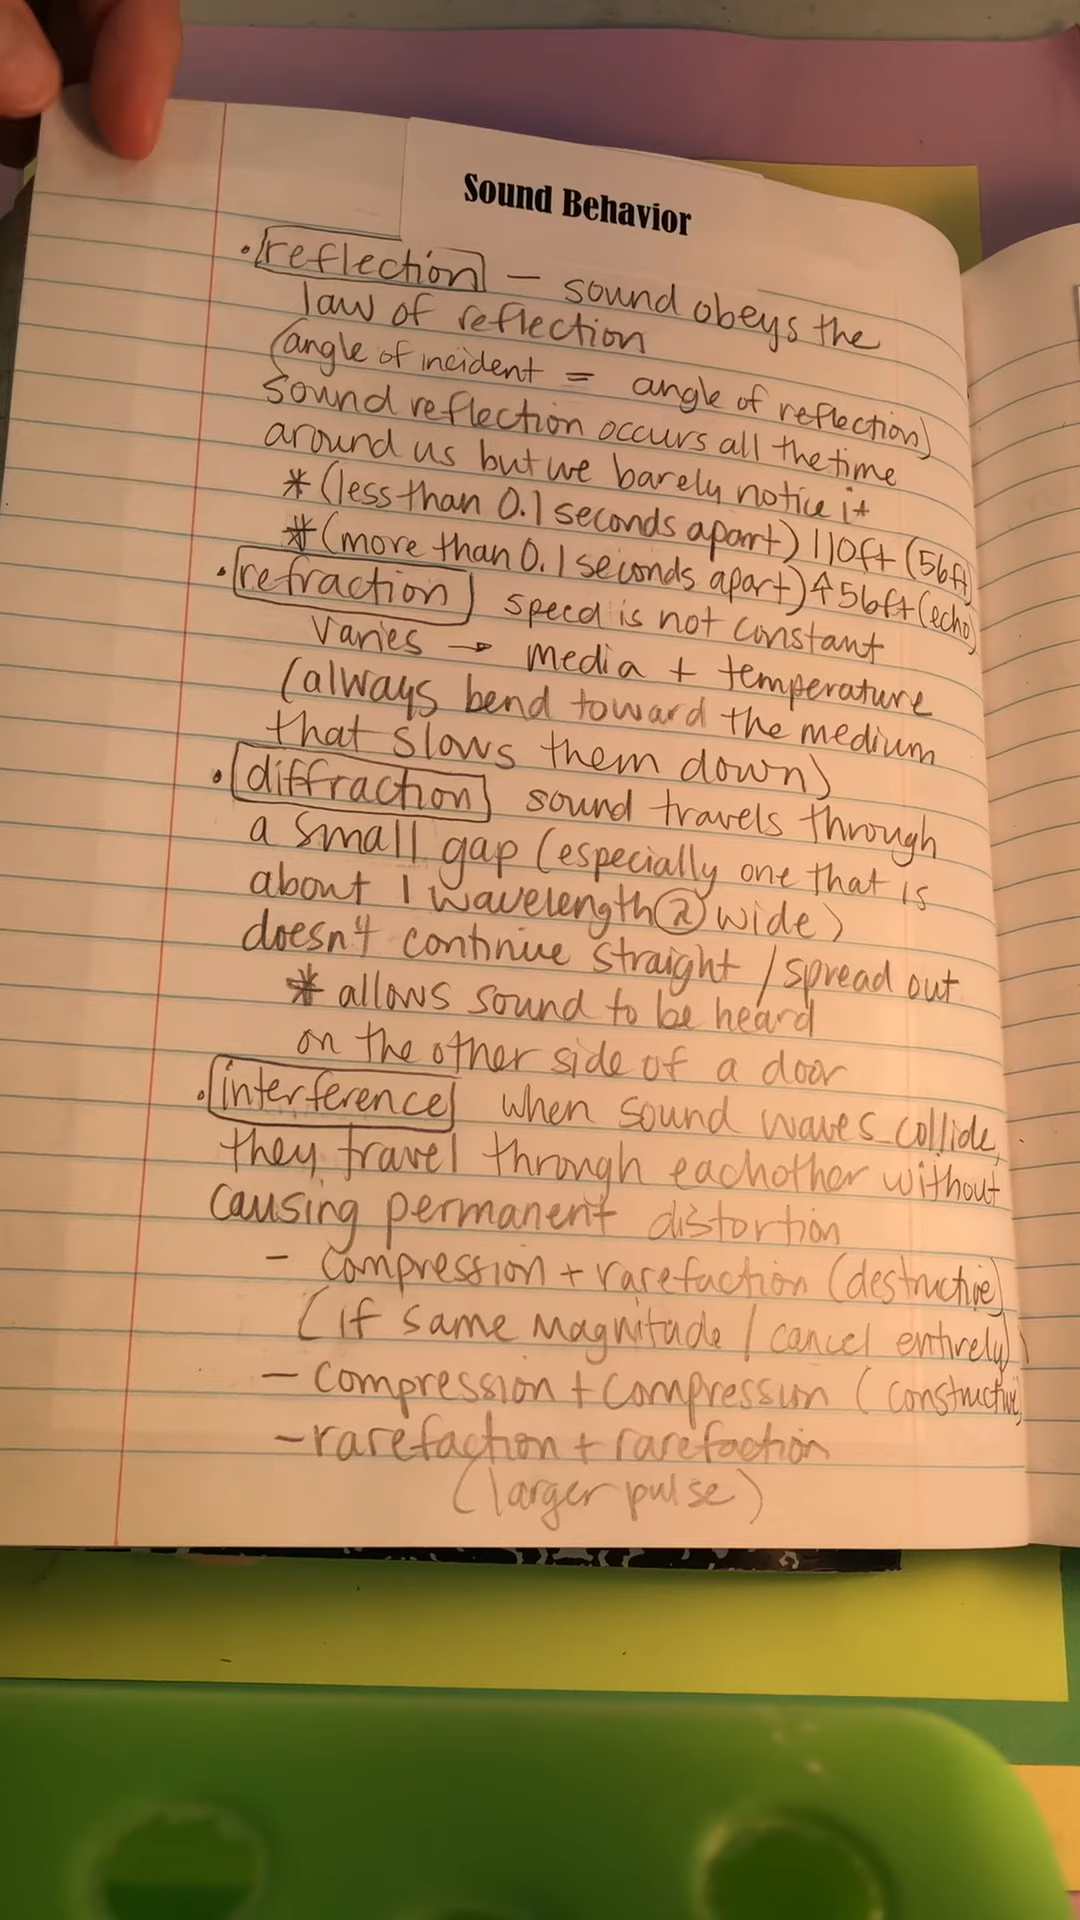 Sound Behavior
• reflection — sound obeys the
law of reflection
(angle of incident = angle of reflection)
sound reflection occurs all the time
around us but we barely notice it
* (less than 0.1 seconds apart) 110ft (56ft)
* (more than 0.1 seconds apart) ↑56ft (echo)
• refraction speed is not constant
varies → media + temperature
(always bend toward the medium
that slows them down)
• diffraction sound travels through
a small gap (especially one that is
about 1 wavelength (λ) wide)
doesn't continue straight / spread out
* allows sound to be heard
on the other side of a door
• interference when sound waves collide,
they travel through eachother without
causing permanent distortion
– compression + rarefaction (destructive)
(if same magnitude / cancel entirely)
– compression + compression (constructive)
– rarefaction + rarefaction
(larger pulse)